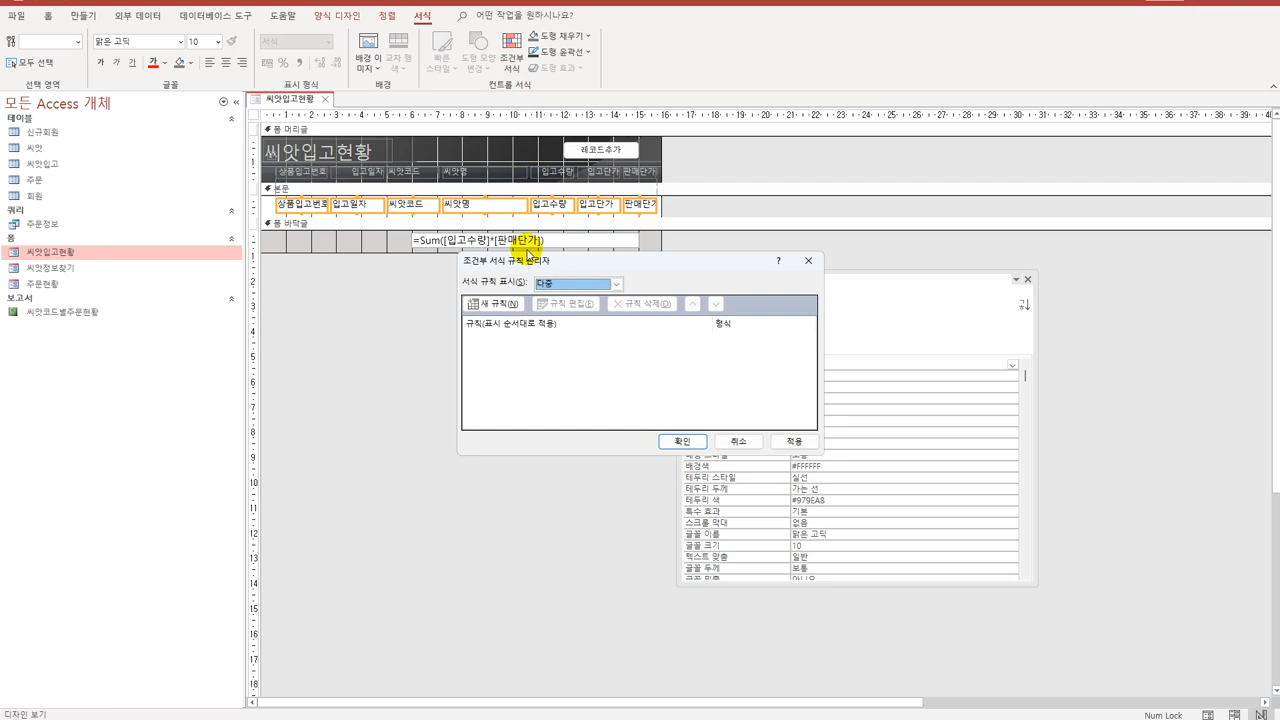 파일 홈 만들기 외부 데이터 데이터베이스 도구 도움말 양식 디자인 정렬 서식 어떤 작업을 원하시나요?
맑은 고딕 10 서식
모두 선택 가 가 가 가 배경 이미지 교차 행 색 빠른 스타일 도형 모양 변경 조건부 서식 도형 채우기 도형 윤곽선 도형 효과
선택 영역 글꼴 표시 형식 배경 컨트롤 서식
모든 Access 개체
테이블
신규회원
씨앗
씨앗입고
주문
회원
쿼리
주문정보
폼
씨앗입고현황
씨앗정보찾기
주문현황
보고서
씨앗코드별주문현황
씨앗입고현황
폼 머리글
씨앗입고현황 레코드추가
상품입고번호 입고일자 씨앗코드 씨앗명 입고수량 입고단가 판매단가
본문
상품입고번호 입고일자 씨앗코드 씨앗명 입고수량 입고단가 판매단가
폼 바닥글
=Sum([입고수량]*[판매단가])
조건부 서식 규칙 관리자 ?
서식 규칙 표시(S): 다중
새 규칙(N) 규칙 편집(E) 규칙 삭제(D)
규칙(표시 순서대로 적용) 형식
확인 취소 적용
배경색 #FFFFFF
테두리 스타일 실선
테두리 두께 가는 선
테두리 색 #979EA8
특수 효과 기본
스크롤 막대 없음
글꼴 이름 맑은 고딕
글꼴 크기 10
텍스트 맞춤 일반
글꼴 두께 보통
디자인 보기 Num Lock